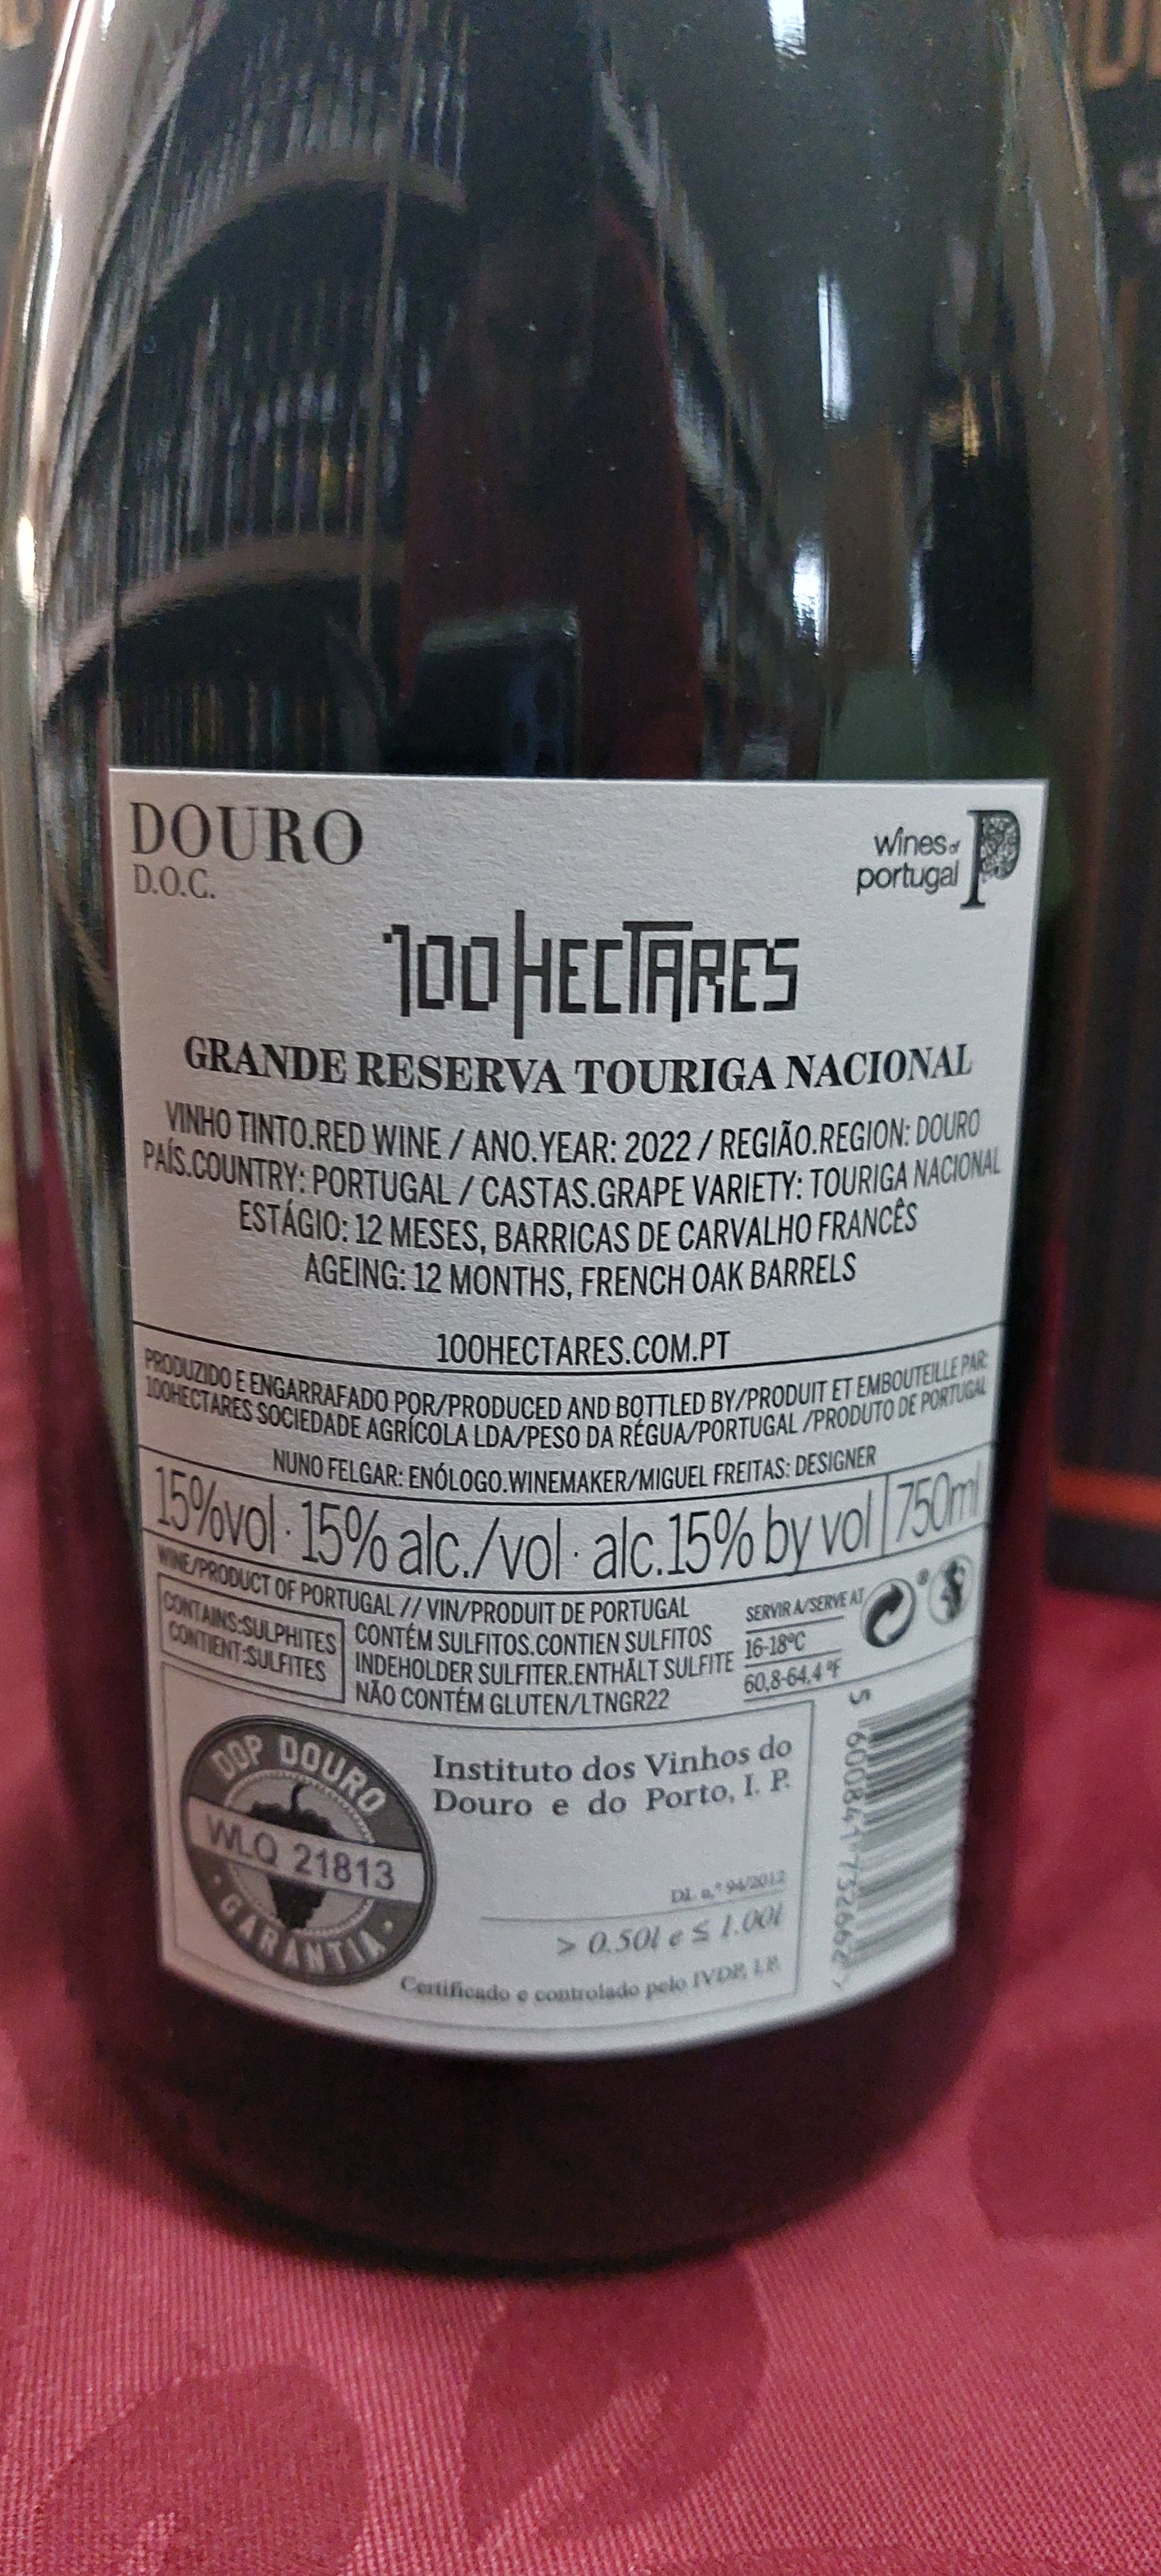 DOURO
D.O.C.
wines of
portugal
100HECTARES
GRANDE RESERVA TOURIGA NACIONAL
VINHO TINTO.RED WINE / ANO.YEAR: 2022 / REGIÃO.REGION: DOURO
PAÍS.COUNTRY: PORTUGAL / CASTAS.GRAPE VARIETY: TOURIGA NACIONAL
ESTÁGIO: 12 MESES, BARRICAS DE CARVALHO FRANCÊS
AGEING: 12 MONTHS, FRENCH OAK BARRELS
100HECTARES.COM.PT
PRODUZIDO E ENGARRAFADO POR/PRODUCED AND BOTTLED BY/PRODUIT ET EMBOUTEILLE PAR:
100HECTARES SOCIEDADE AGRÍCOLA LDA/PESO DA RÉGUA/PORTUGAL /PRODUTO DE PORTUGAL
NUNO FELGAR: ENÓLOGO.WINEMAKER/MIGUEL FREITAS: DESIGNER
15%vol · 15% alc./vol · alc.15% by vol 750ml
WINE/PRODUCT OF PORTUGAL // VIN/PRODUIT DE PORTUGAL
CONTAINS:SULPHITES
CONTIENT:SULFITES
CONTÉM SULFITOS.CONTIEN SULFITOS
INDEHOLDER SULFITER.ENTHÄLT SULFITE
NÃO CONTÉM GLUTEN/LTNGR22
SERVIR A/SERVE AT
16-18ºC
60,8-64,4 ºF
DOP DOURO
WLQ 21813
GARANTIA
Instituto dos Vinhos do
Douro e do Porto, I. P.
DL n.º 94/2012
> 0.50l e ≤ 1.00l
Certificado e controlado pelo IVDP, I.P.
5 600841 752662